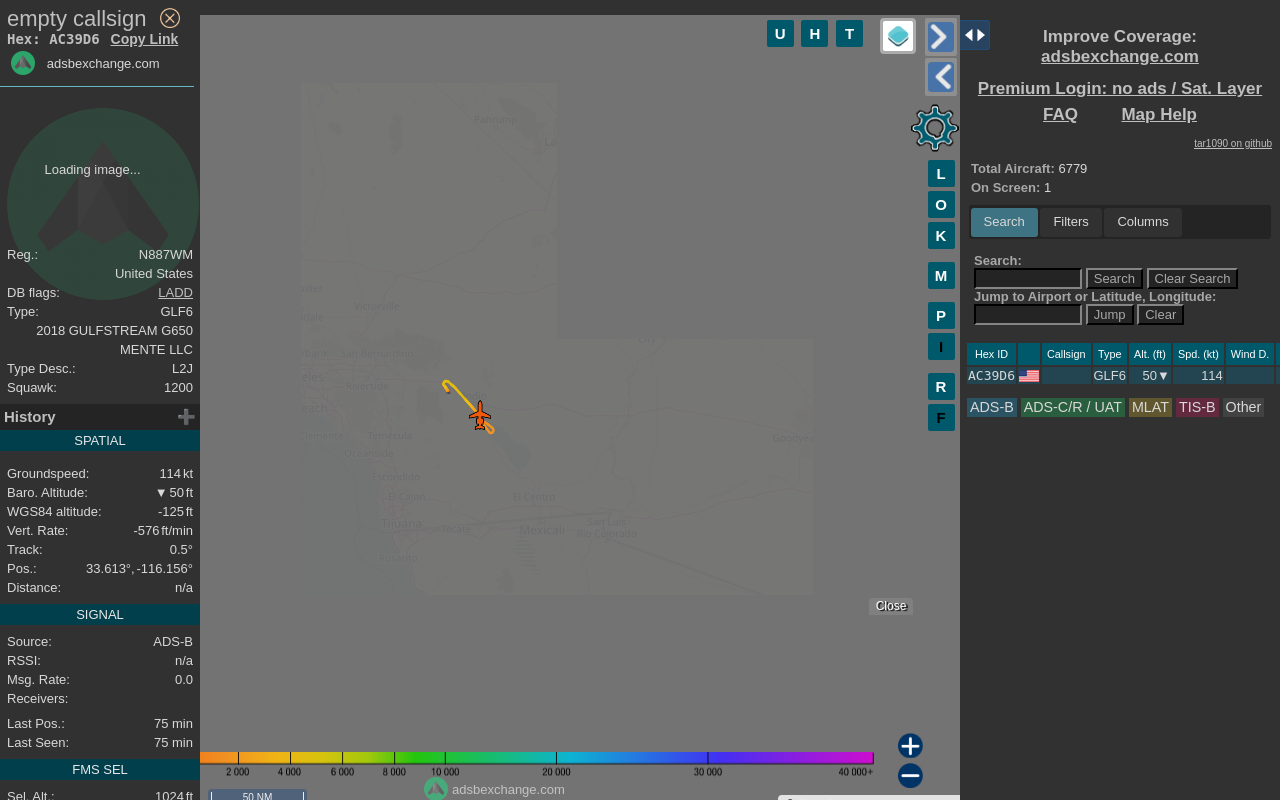 empty callsign
Hex: AC39D6 Copy Link
adsbexchange.com
Loading image...
Reg.: N887WM
United States
DB flags: LADD
Type: GLF6
2018 GULFSTREAM G650
MENTE LLC
Type Desc.: L2J
Squawk: 1200
History
SPATIAL
Groundspeed: 114 kt
Baro. Altitude: ▼ 50 ft
WGS84 altitude: -125 ft
Vert. Rate: -576 ft/min
Track: 0.5°
Pos.: 33.613°, -116.156°
Distance: n/a
SIGNAL
Source: ADS-B
RSSI: n/a
Msg. Rate: 0.0
Receivers:
Last Pos.: 75 min
Last Seen: 75 min
FMS SEL
Sel. Alt.: 1024 ft
U H T
L
O
K
M
P
I
R
F
Pahrump
Victorville
San Bernardino
Riverside
Temecula
Oceanside
Escondido
El Cajon
Tijuana
Tecate
El Centro
Mexicali
San Luis
Río Colorado
Goodyear
Close
2 000 4 000 6 000 8 000 10 000 20 000 30 000 40 000+
adsbexchange.com
50 NM
Improve Coverage:
adsbexchange.com
Premium Login: no ads / Sat. Layer
FAQ Map Help
tar1090 on github
Total Aircraft: 6779
On Screen: 1
Search Filters Columns
Search:
Search Clear Search
Jump to Airport or Latitude, Longitude:
Jump Clear
Hex ID Callsign Type Alt. (ft) Spd. (kt) Wind D.
AC39D6 GLF6 50▼ 114
ADS-B ADS-C/R / UAT MLAT TIS-B Other